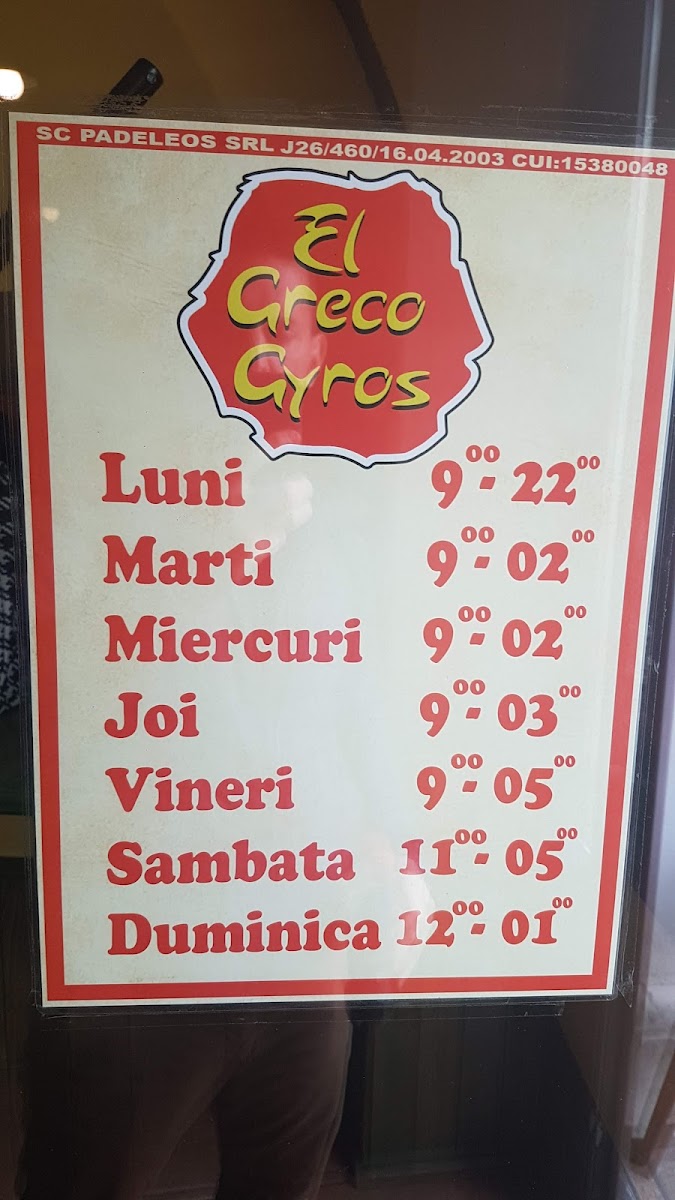 SC PADELEOS SRL J26/460/16.04.2003 CUI:15380048
El
Greco
Gyros
Luni 9⁰⁰- 22⁰⁰
Marti 9⁰⁰- 02⁰⁰
Miercuri 9⁰⁰- 02⁰⁰
Joi 9⁰⁰- 03⁰⁰
Vineri 9⁰⁰- 05⁰⁰
Sambata 11⁰⁰- 05⁰⁰
Duminica 12⁰⁰- 01⁰⁰